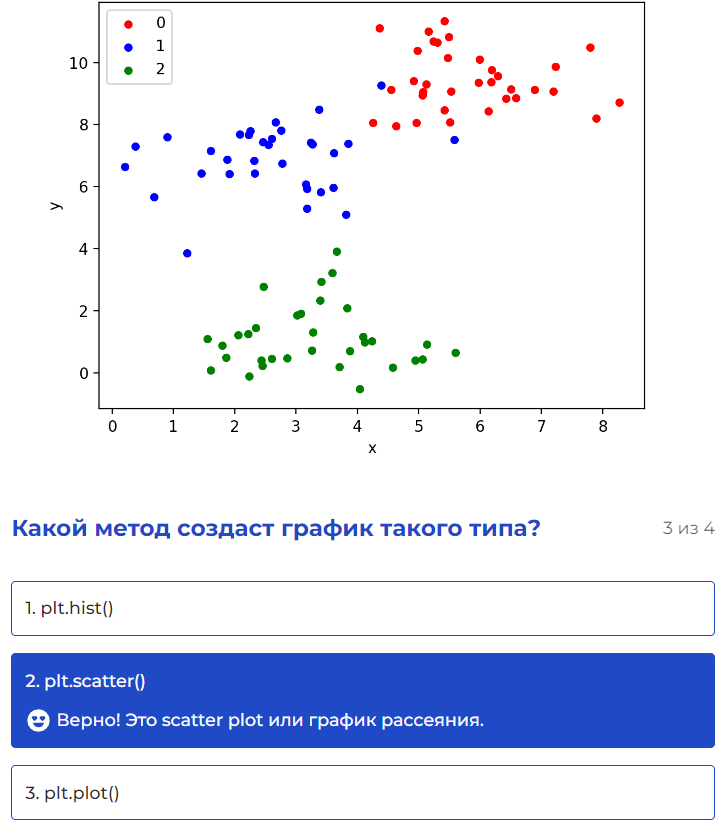 0
1
2
10
8
6
4
2
0
y
0 1 2 3 4 5 6 7 8
x
Какой метод создаст график такого типа? 3 из 4
1. plt.hist()
2. plt.scatter()
Верно! Это scatter plot или график рассеяния.
3. plt.plot()